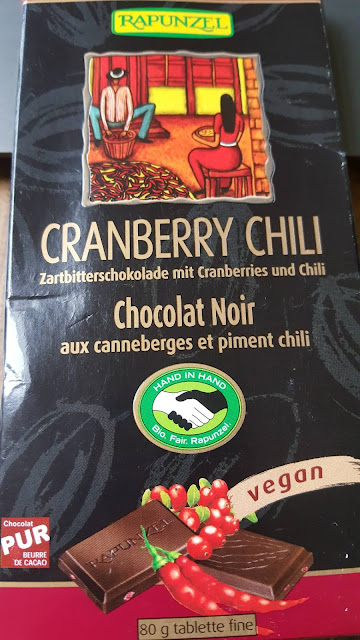 RAPUNZEL
CRANBERRY CHILI
Zartbitterschokolade mit Cranberries und Chili
Chocolat Noir
aux canneberges et piment chili
HAND IN HAND
Bio. Fair. Rapunzel.
vegan
Chocolat
PUR
BEURRE
DE CACAO
RAPUNZEL
80 g tablette fine